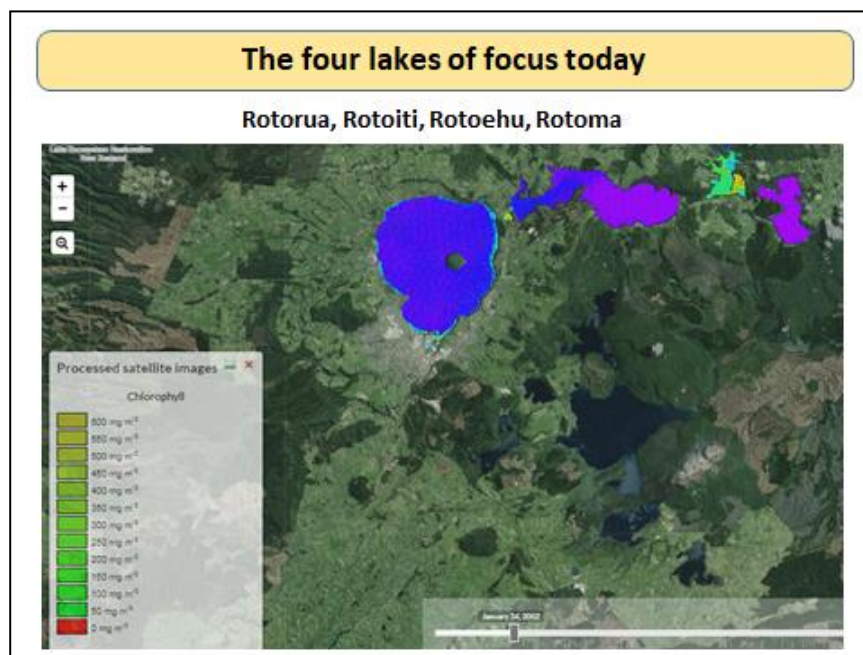 The four lakes of focus today
Rotorua, Rotoiti, Rotoehu, Rotoma
+
−
Processed satellite images
Chlorophyll
600 mg m⁻³
550 mg m⁻³
500 mg m⁻³
450 mg m⁻³
400 mg m⁻³
350 mg m⁻³
300 mg m⁻³
250 mg m⁻³
200 mg m⁻³
150 mg m⁻³
100 mg m⁻³
50 mg m⁻³
0 mg m⁻³